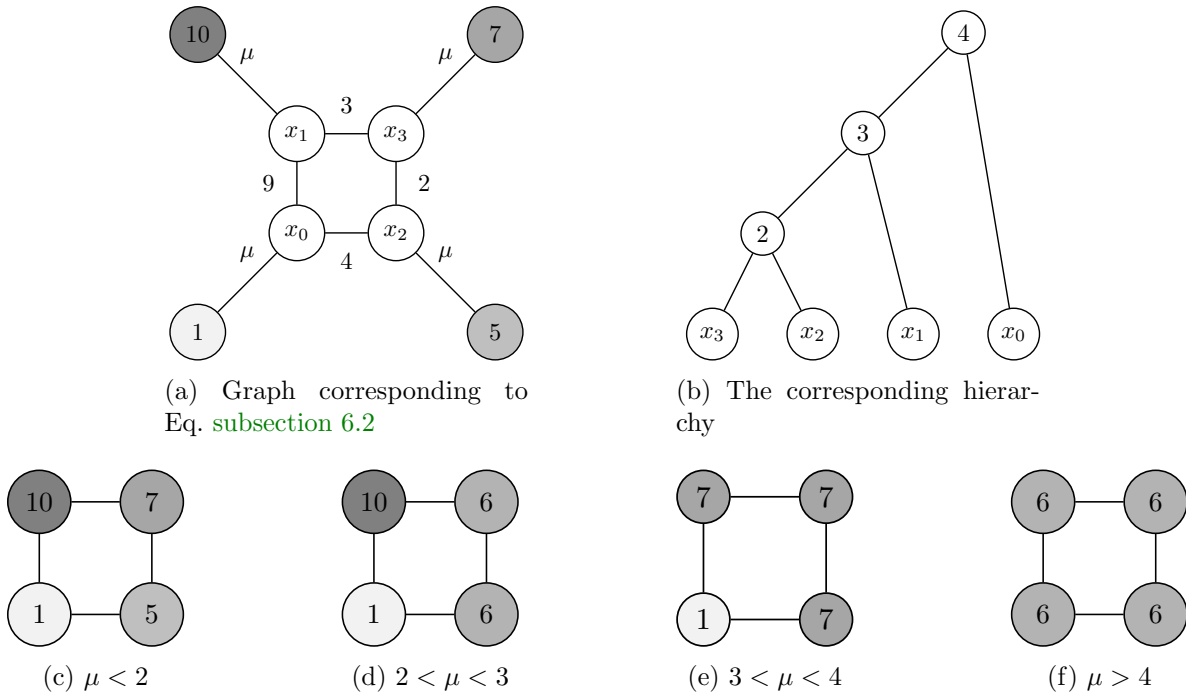 10
7
μ
μ
3
x1
x3
9
2
x0
x2
μ
4
μ
1
5
(a) Graph corresponding to
Eq. subsection 6.2
4
3
2
x3 x2 x1 x0
(b) The corresponding hierar-
chy
10 7
1 5
(c) μ < 2
10 6
1 6
(d) 2 < μ < 3
7 7
1 7
(e) 3 < μ < 4
6 6
6 6
(f) μ > 4